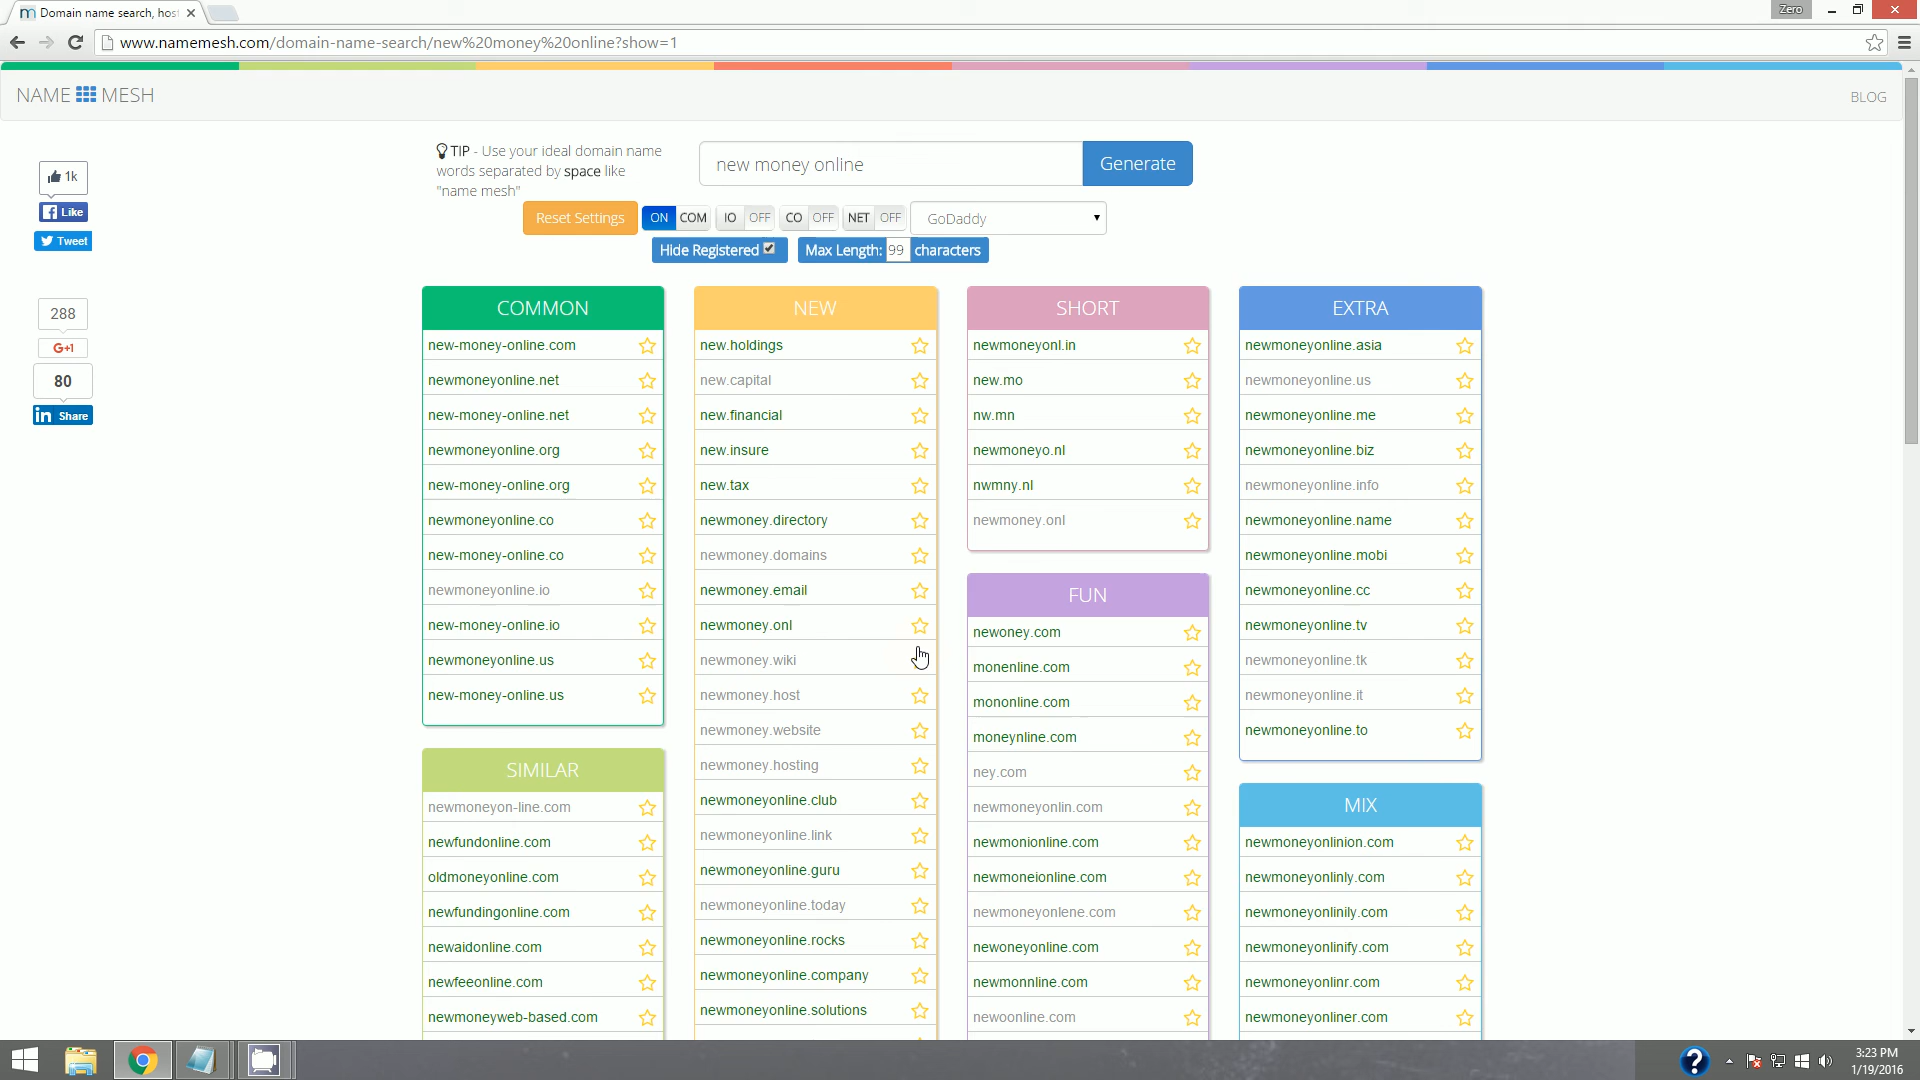 Domain name search, hos
Zero
www.namemesh.com/domain-name-search/new%20money%20online?show=1
NAME MESH
BLOG
TIP - Use your ideal domain name
words separated by space like
"name mesh"
new money online
Generate
Reset Settings
ON COM
IO OFF
CO OFF
NET OFF
GoDaddy
Hide Registered
Max Length: 99 characters
1k
Like
Tweet
288
G+1
80
in Share
COMMON
new-money-online.com
newmoneyonline.net
new-money-online.net
newmoneyonline.org
new-money-online.org
newmoneyonline.co
new-money-online.co
newmoneyonline.io
new-money-online.io
newmoneyonline.us
new-money-online.us
SIMILAR
newmoneyon-line.com
newfundonline.com
oldmoneyonline.com
newfundingonline.com
newaidonline.com
newfeeonline.com
newmoneyweb-based.com
NEW
new.holdings
new.capital
new.financial
new.insure
new.tax
newmoney.directory
newmoney.domains
newmoney.email
newmoney.onl
newmoney.wiki
newmoney.host
newmoney.website
newmoney.hosting
newmoneyonline.club
newmoneyonline.link
newmoneyonline.guru
newmoneyonline.today
newmoneyonline.rocks
newmoneyonline.company
newmoneyonline.solutions
SHORT
newmoneyonl.in
new.mo
nw.mn
newmoneyo.nl
nwmny.nl
newmoney.onl
FUN
newoney.com
monenline.com
mononline.com
moneynline.com
ney.com
newmoneyonlin.com
newmonionline.com
newmoneionline.com
newmoneyonlene.com
newoneyonline.com
newmonnline.com
newoonline.com
EXTRA
newmoneyonline.asia
newmoneyonline.us
newmoneyonline.me
newmoneyonline.biz
newmoneyonline.info
newmoneyonline.name
newmoneyonline.mobi
newmoneyonline.cc
newmoneyonline.tv
newmoneyonline.tk
newmoneyonline.it
newmoneyonline.to
MIX
newmoneyonlinion.com
newmoneyonlinly.com
newmoneyonlinily.com
newmoneyonlinify.com
newmoneyonlinr.com
newmoneyonliner.com
3:23 PM
1/19/2016